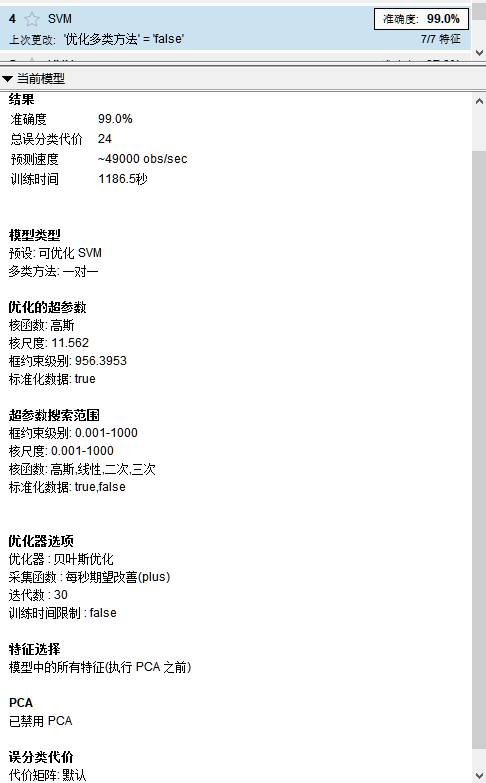 4 SVM 准确度: 99.0%
上次更改: '优化多类方法' = 'false' 7/7 特征
当前模型
结果
准确度 99.0%
总误分类代价 24
预测速度 ~49000 obs/sec
训练时间 1186.5秒
模型类型
预设: 可优化 SVM
多类方法: 一对一
优化的超参数
核函数: 高斯
核尺度: 11.562
框约束级别: 956.3953
标准化数据: true
超参数搜索范围
框约束级别: 0.001-1000
核尺度: 0.001-1000
核函数: 高斯,线性,二次,三次
标准化数据: true,false
优化器选项
优化器 : 贝叶斯优化
采集函数 : 每秒期望改善(plus)
迭代数 : 30
训练时间限制 : false
特征选择
模型中的所有特征(执行 PCA 之前)
PCA
已禁用 PCA
误分类代价
代价矩阵: 默认